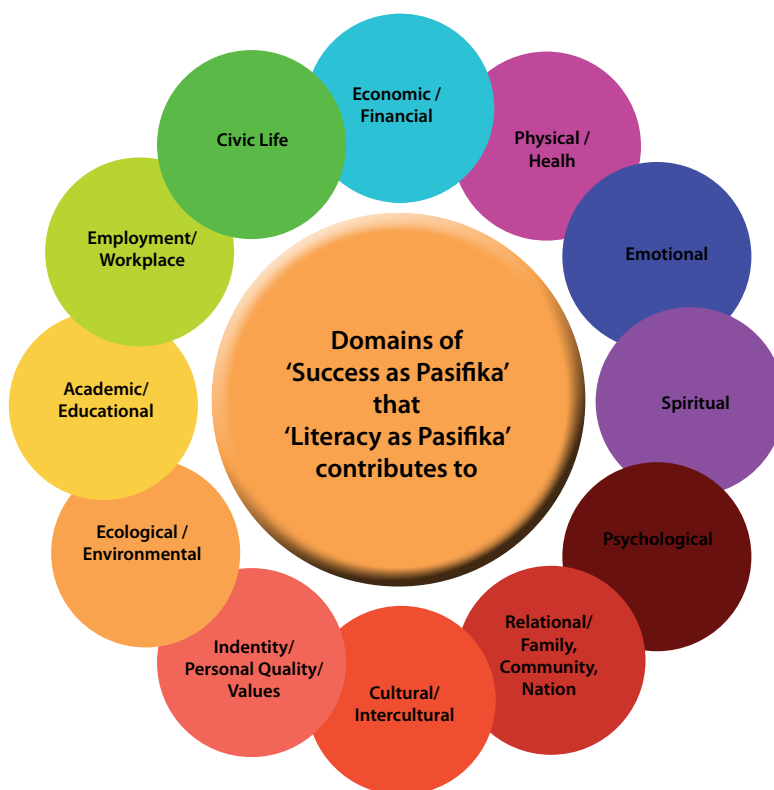 Economic /
Financial
Physical /
Healh
Emotional
Spiritual
Psychological
Relational/
Family,
Community,
Nation
Cultural/
Intercultural
Indentity/
Personal Quality/
Values
Ecological /
Environmental
Academic/
Educational
Employment/
Workplace
Civic Life
Domains of
‘Success as Pasifika’
that
‘Literacy as Pasifika’
contributes to